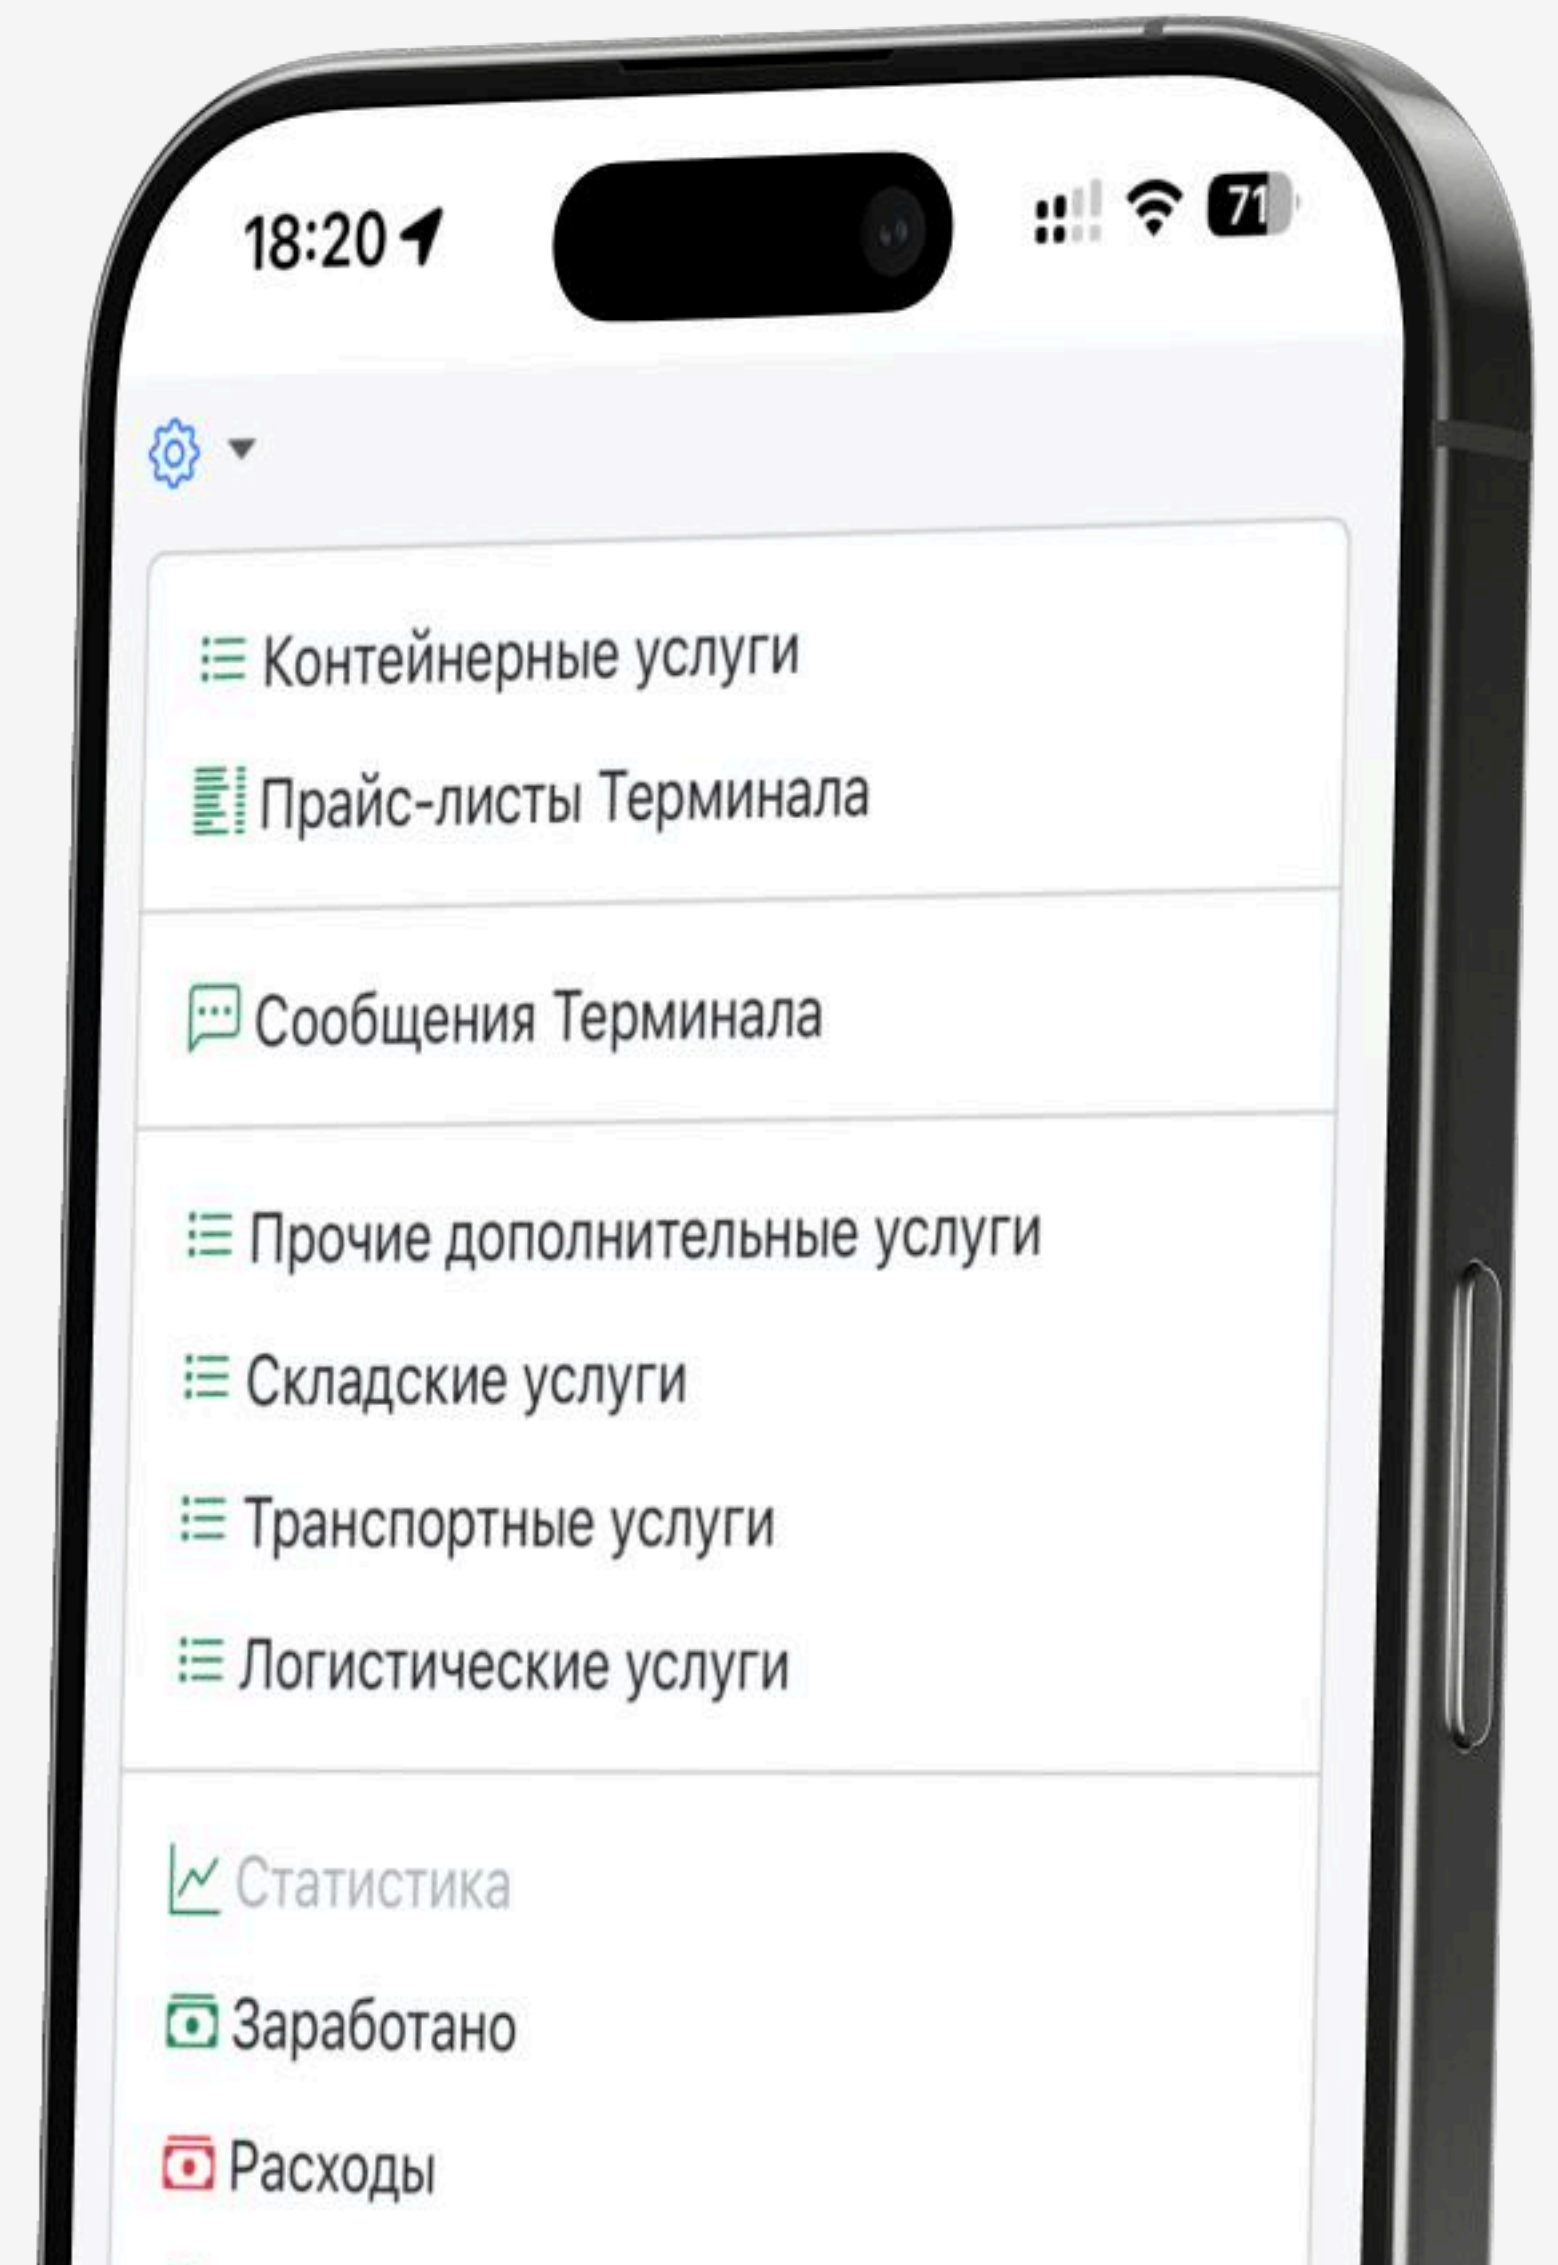 18:20
71
Контейнерные услуги
Прайс-листы Терминала
Сообщения Терминала
Прочие дополнительные услуги
Складские услуги
Транспортные услуги
Логистические услуги
Статистика
Заработано
Расходы